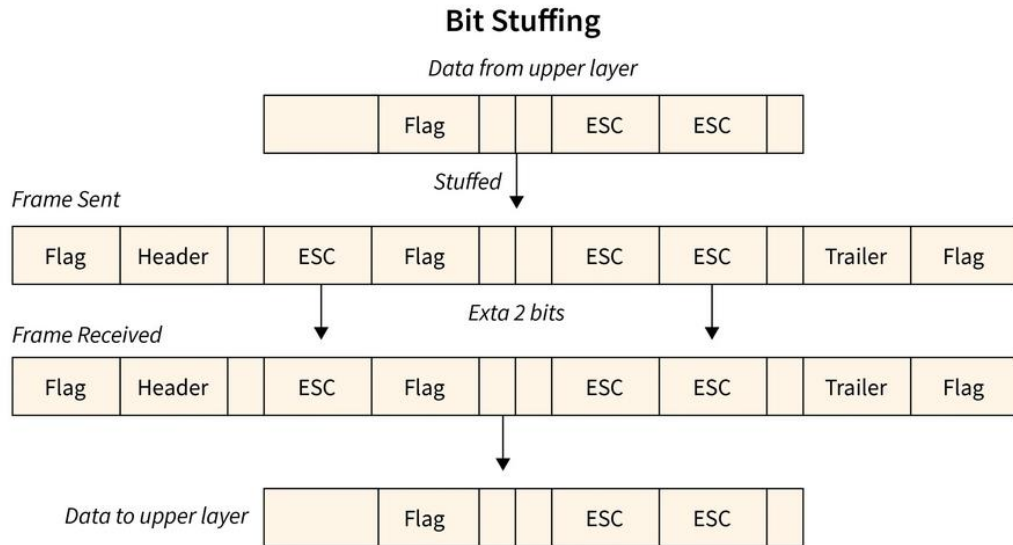 Bit Stuffing
Data from upper layer
Flag ESC ESC
Stuffed
Frame Sent
Flag Header ESC Flag ESC ESC Trailer Flag
Exta 2 bits
Frame Received
Flag Header ESC Flag ESC ESC Trailer Flag
Data to upper layer Flag ESC ESC